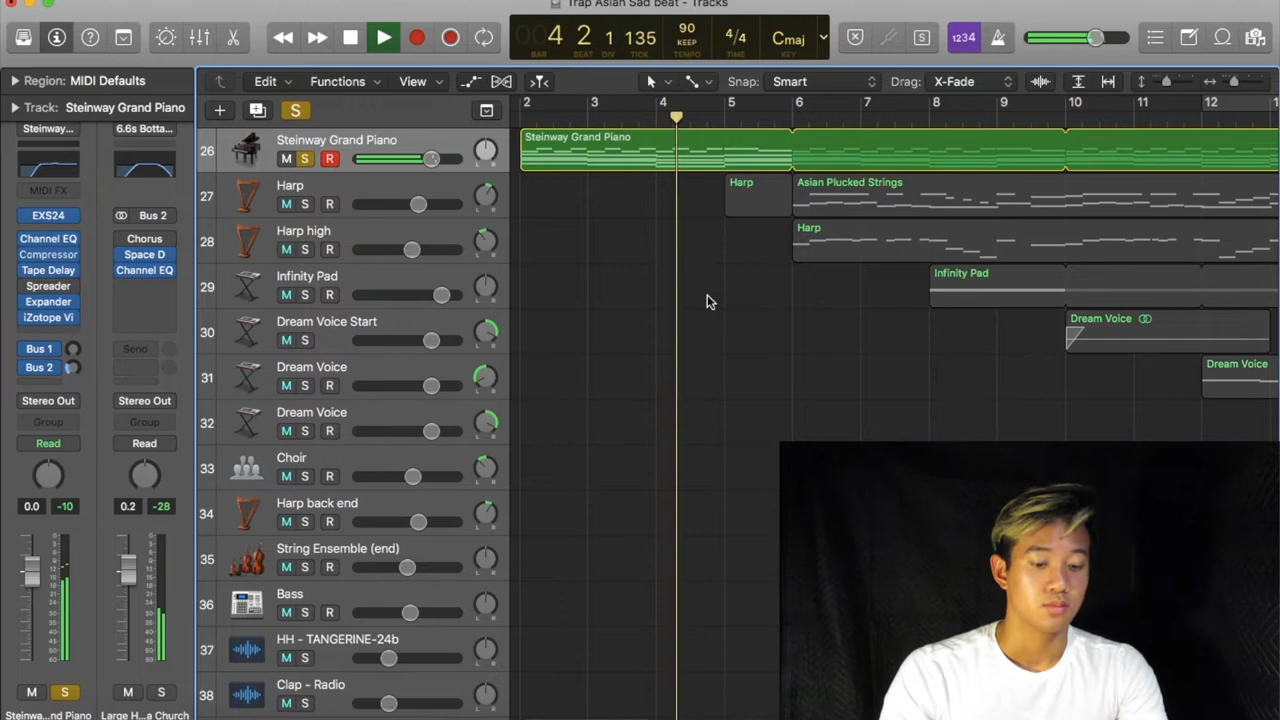 Trap Asian Sad beat - Tracks
4 2 1 135
BAR BEAT DIV TICK
90
KEEP
TEMPO
4/4
Cmaj
KEY
S
1234
Region: MIDI Defaults
Track: Steinway Grand Piano
Edit Functions View
Snap: Smart
Drag: X-Fade
S
2 3 4 5 6 7 8 9 10 11 12
Steinway...
6.6s Botta...
MIDI FX
EXS24
Bus 2
Channel EQ
Chorus
Compressor
Space D
Tape Delay
Channel EQ
Spreader
Expander
iZotope Vi
Bus 1
Send
Bus 2
Stereo Out
Stereo Out
Group
Group
Read
Read
0.0 -10
0.2 -28
M S
M S
Steinwa...nd Piano
Large H...a Church
26 Steinway Grand Piano
M S R
27 Harp
M S R
28 Harp high
M S R
29 Infinity Pad
M S R
30 Dream Voice Start
M S
31 Dream Voice
M S R
32 Dream Voice
M S R
33 Choir
M S R
34 Harp back end
M S R
35 String Ensemble (end)
M S R
36 Bass
M S R
37 HH - TANGERINE-24b
M S
38 Clap - Radio
M S
Steinway Grand Piano
Harp
Asian Plucked Strings
Harp
Infinity Pad
Dream Voice
Dream Voice